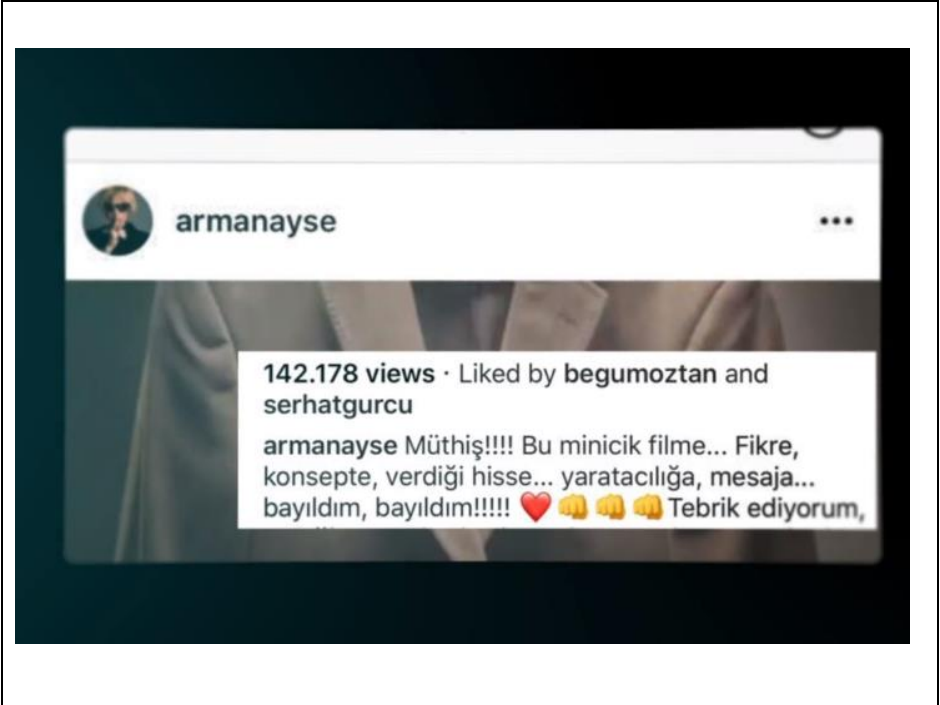 armanayse
142.178 views · Liked by begumoztan and
serhatgurcu
armanayse Müthiş!!!! Bu minicik filme... Fikre,
konsepte, verdiği hisse... yaratacılığa, mesaja...
bayıldım, bayıldım!!!!! ❤️ 👊 👊 👊 Tebrik ediyorum,